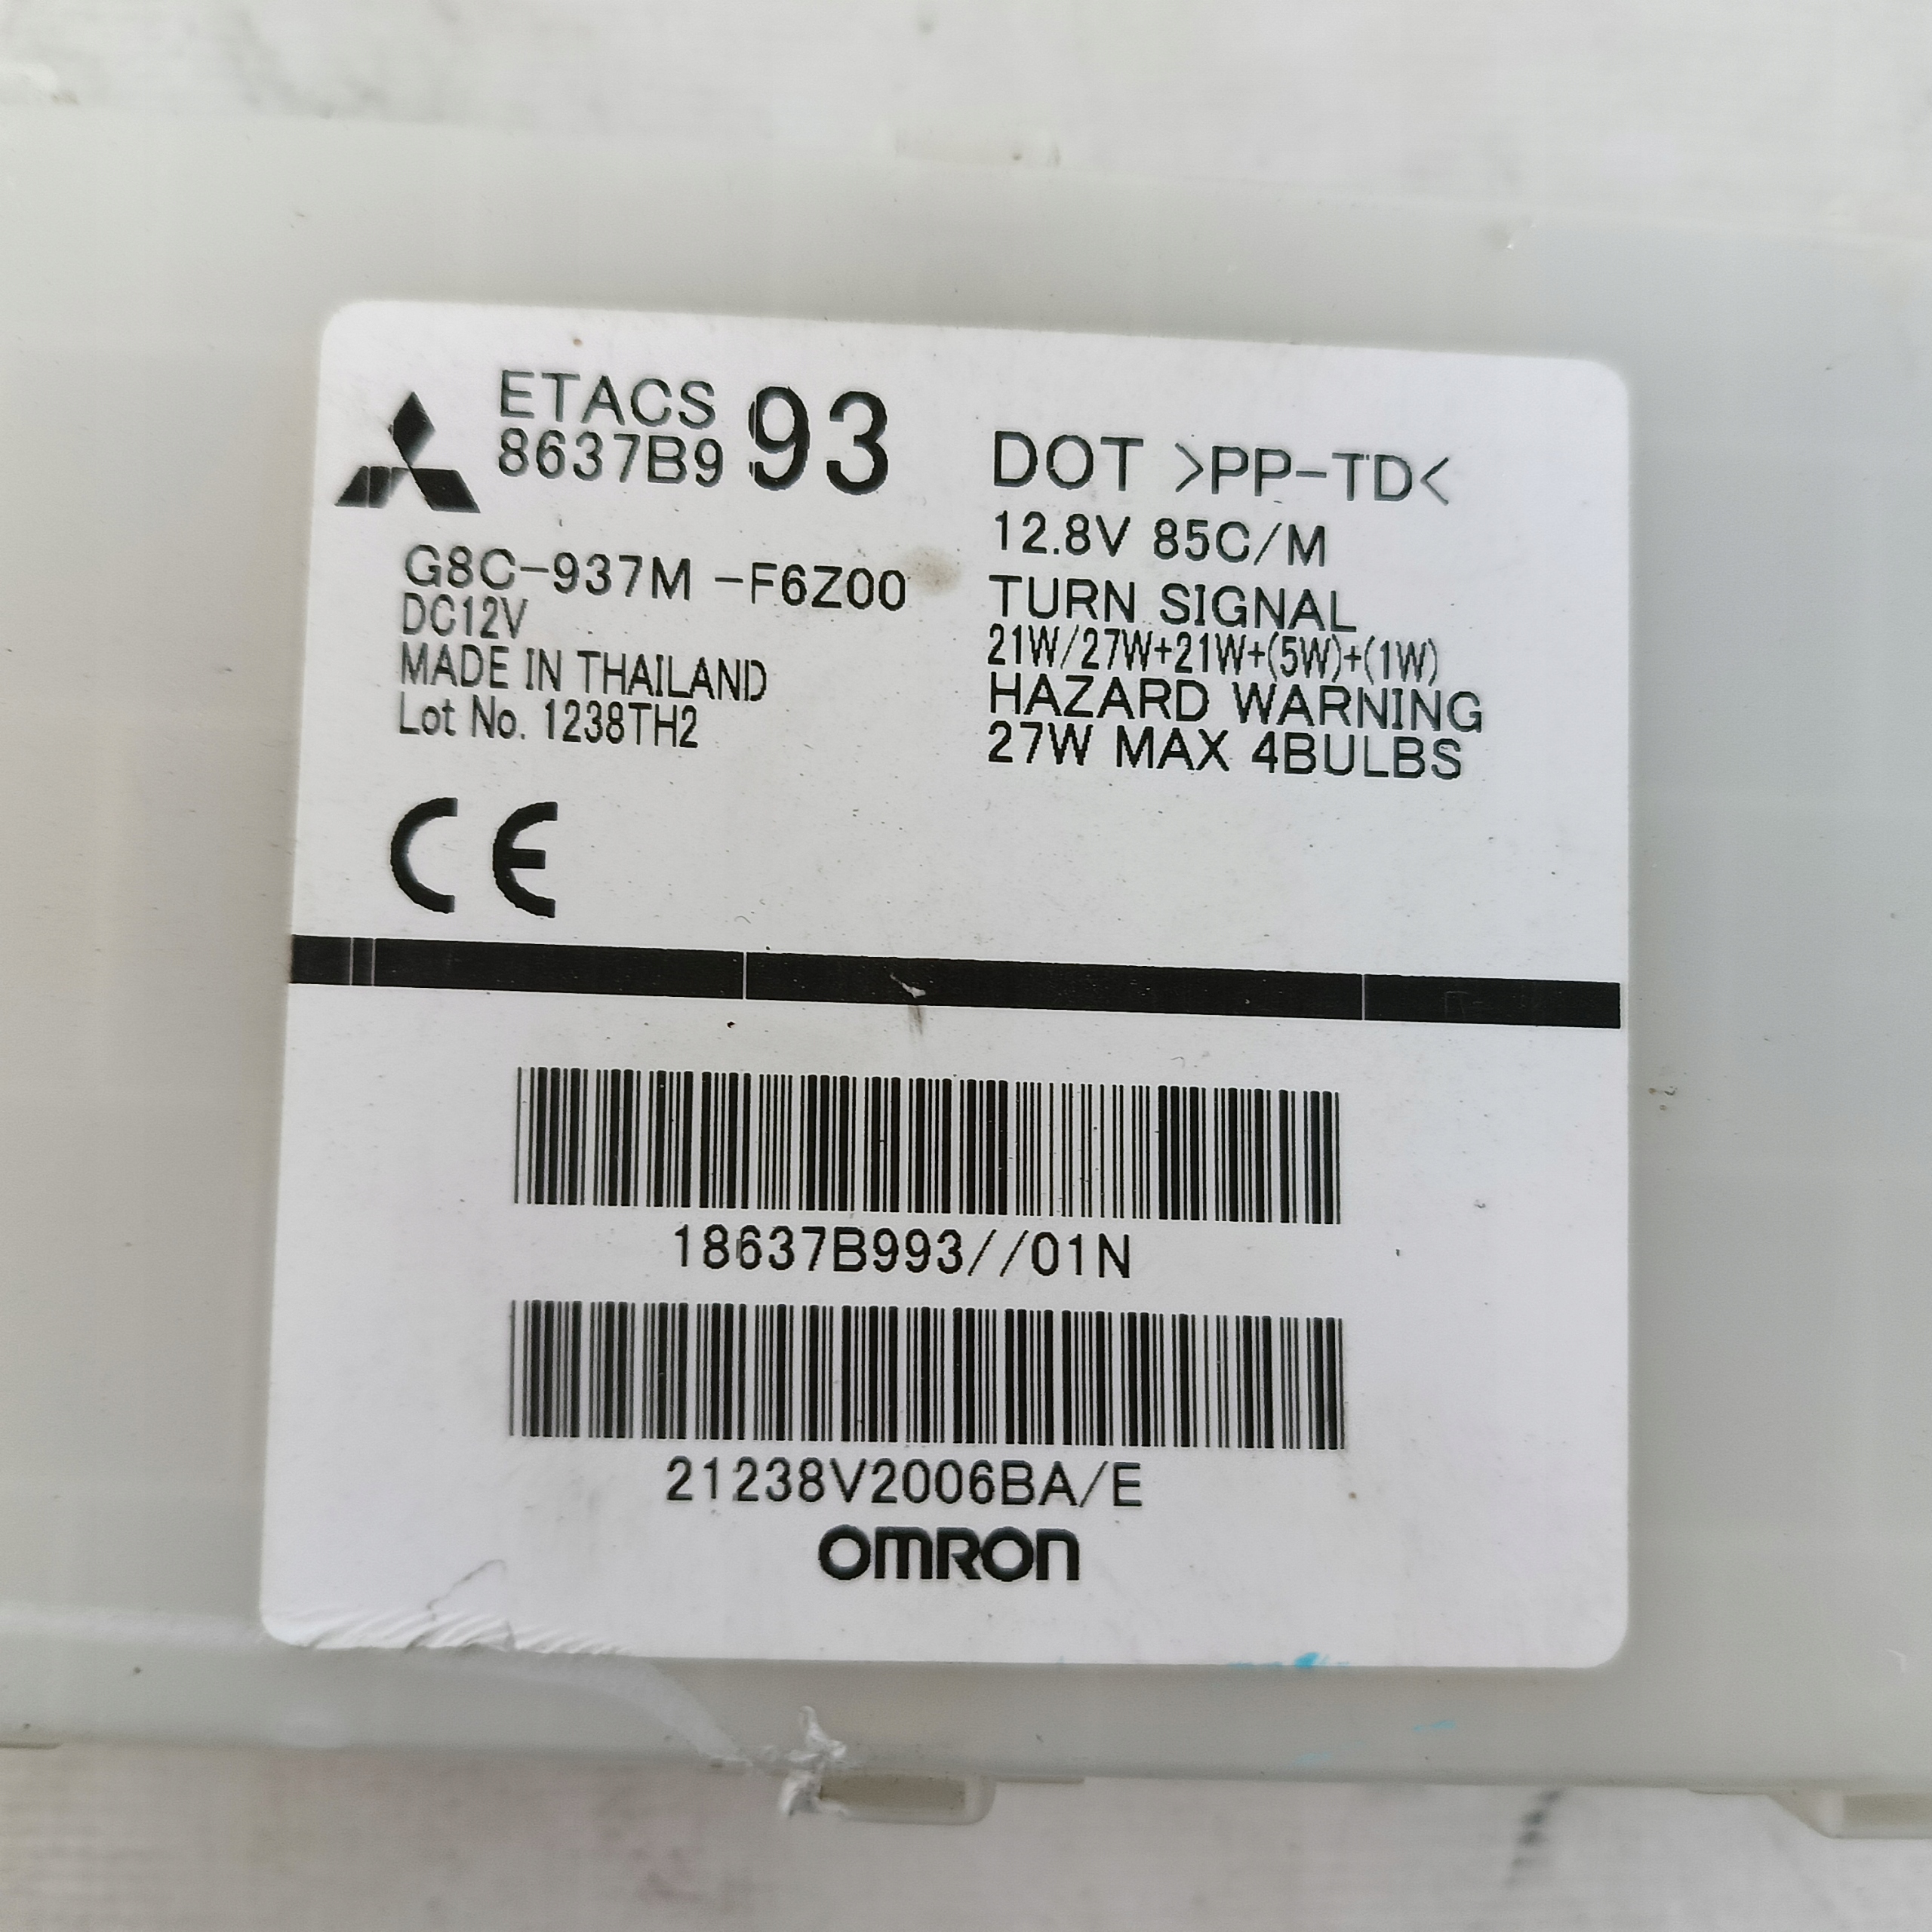 ETACS
8637B9 93
G8C-937M -F6Z00
DC12V
MADE IN THAILAND
Lot No. 1238TH2
CE
DOT >PP-TD<
12.8V 85C/M
TURN SIGNAL
21W/27W+21W+(5W)+(1W)
HAZARD WARNING
27W MAX 4BULBS
18637B993//01N
21238V2006BA/E
OMRON